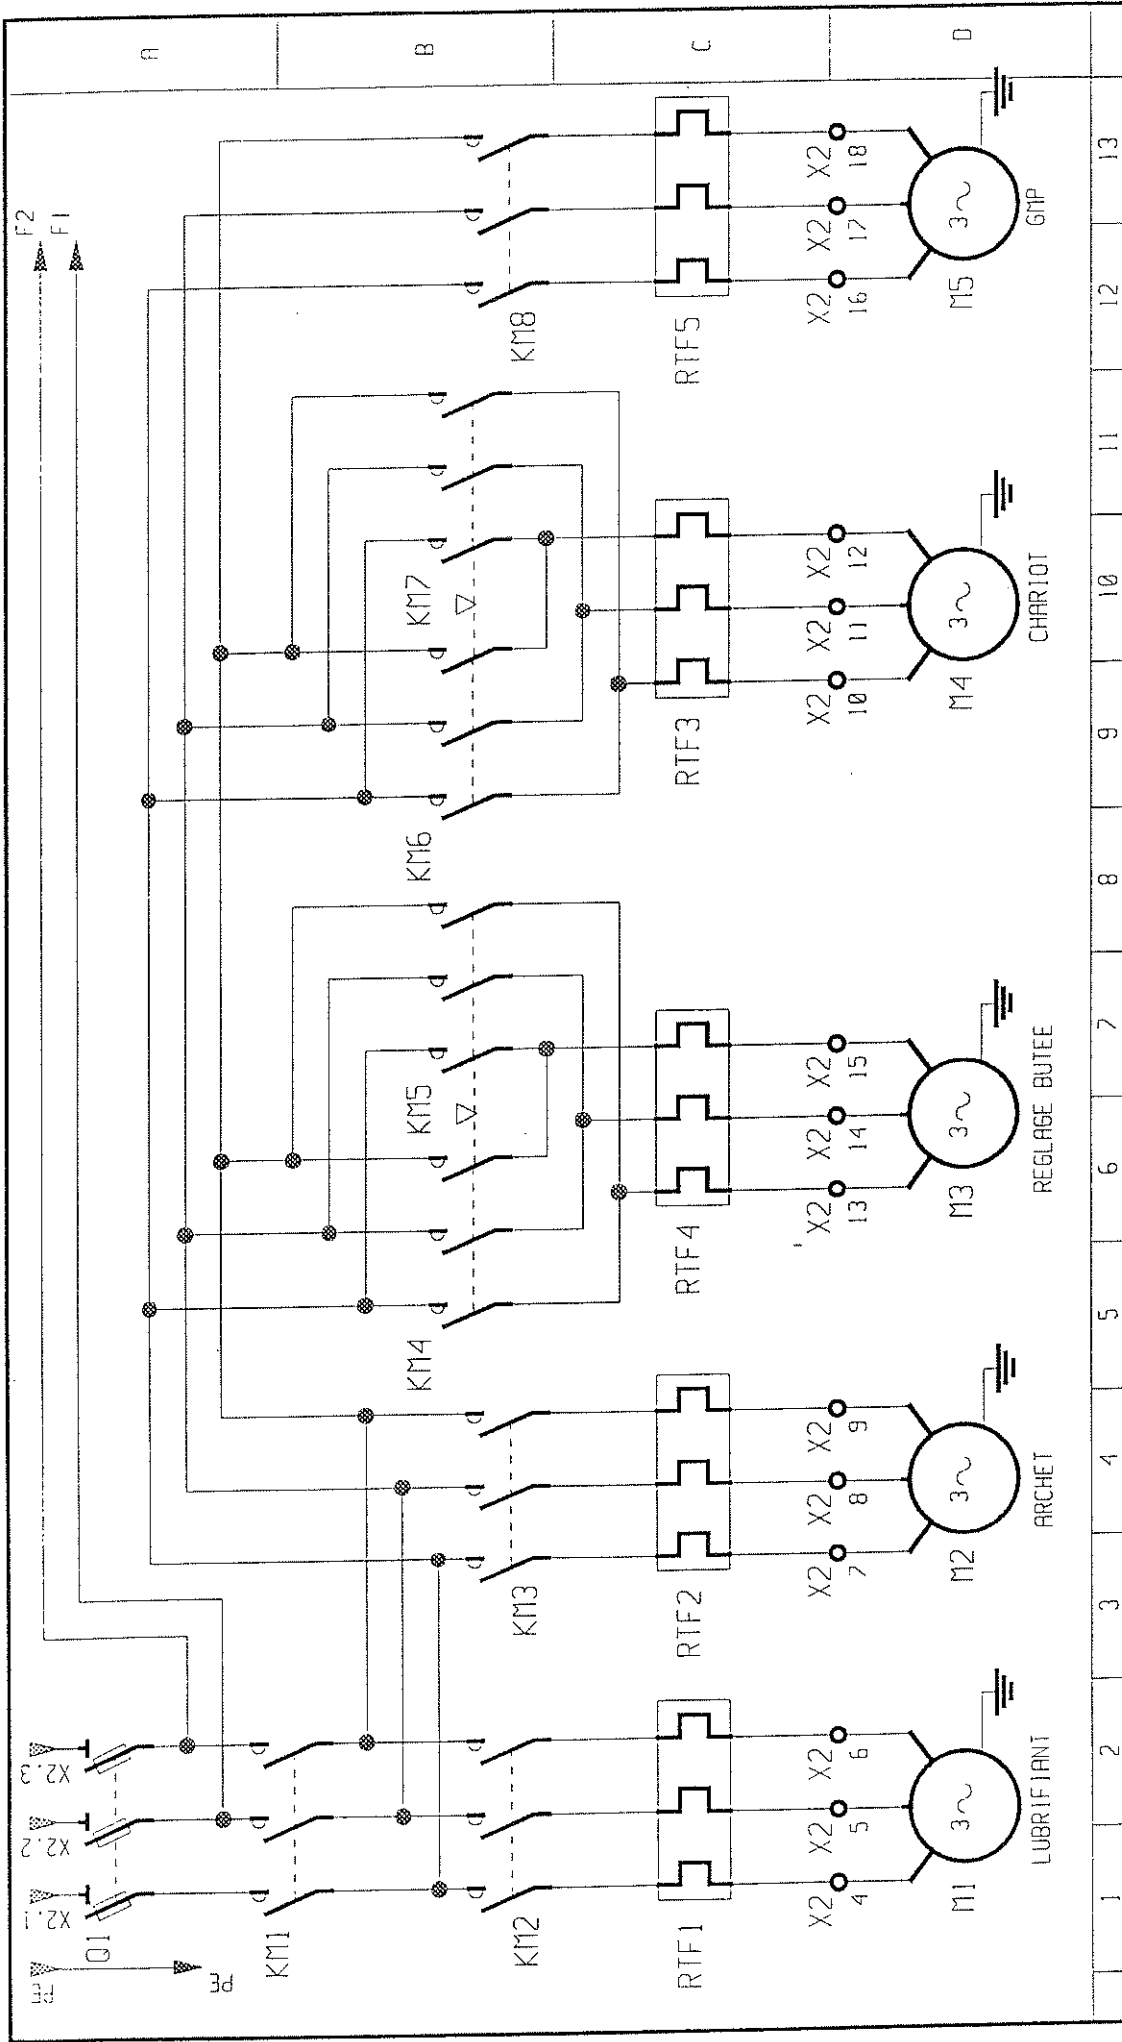 F2
F1
A
B
C
D
PE
PE
X2.1
X2.2
X2.3
Q1
KM1
KM2
KM3
KM4
KM5
KM6
KM7
KM8
RTF1
RTF2
RTF4
RTF3
RTF5
X2 X2 X2 X2 X2 X2 X2 X2 X2 X2 X2 X2 X2 X2 X2
4 5 6 7 8 9 13 14 15 10 11 12 16 17 18
3~ 3~ 3~ 3~ 3~
M1 M2 M3 M4 M5
LUBRIFIANT
ARCHET
REGLAGE BUTEE
CHARIOT
GMP
1 2 3 4 5 6 7 8 9 10 11 12 13